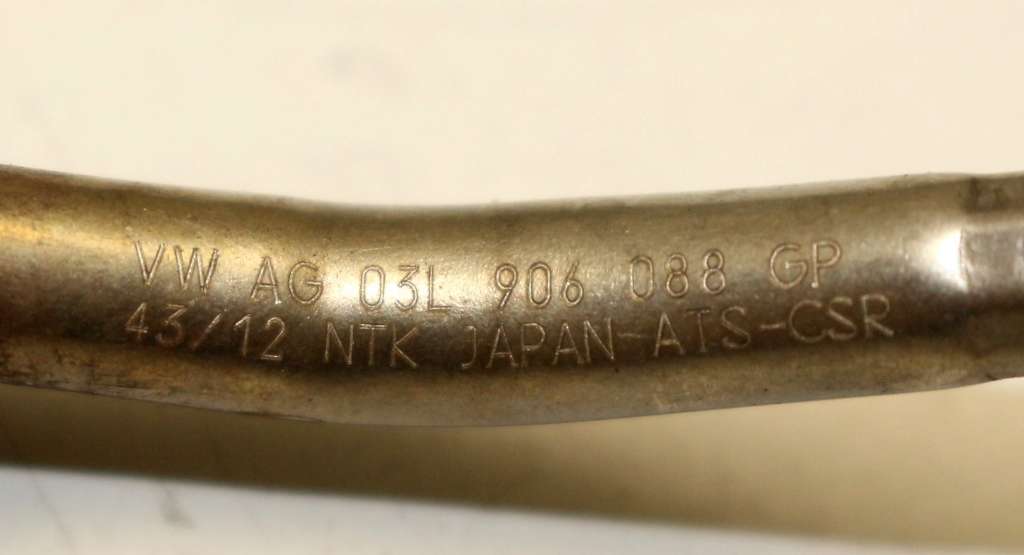 VW AG 03L 906 088 GP
43/12 NTK JAPAN-ATS-CSR